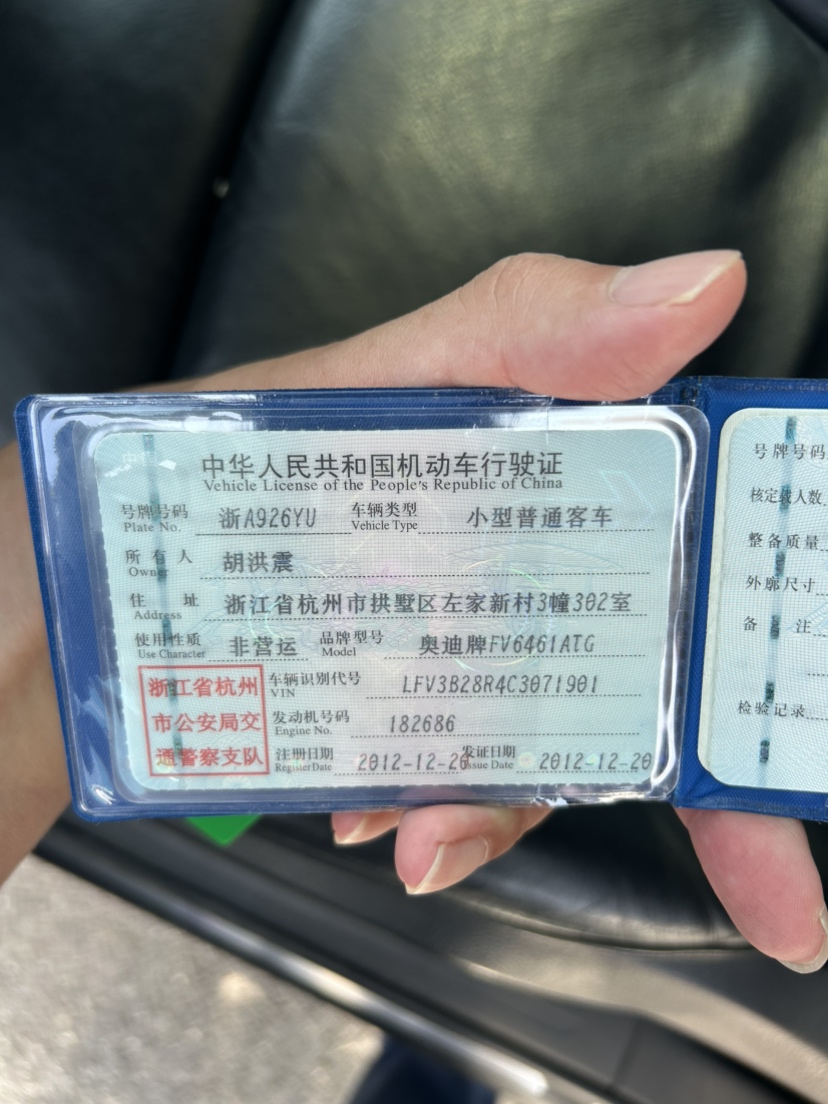 中华人民共和国机动车行驶证
Vehicle License of the People's Republic of China
号牌号码 浙A926YU 车辆类型 小型普通客车
Plate No. Vehicle Type
所有人 胡洪震
Owner
住址 浙江省杭州市拱墅区左家新村3幢302室
Address
使用性质 非营运 品牌型号 奥迪牌FV6461ATG
Use Character Model
浙江省杭州
市公安局交
通警察支队
车辆识别代号 LFV3B28R4C3071901
VIN
发动机号码 182686
Engine No.
注册日期 2012-12-20 发证日期 2012-12-20
Register Date Issue Date
号牌号码
核定载人数
整备质量
外廓尺寸
备注
检验记录